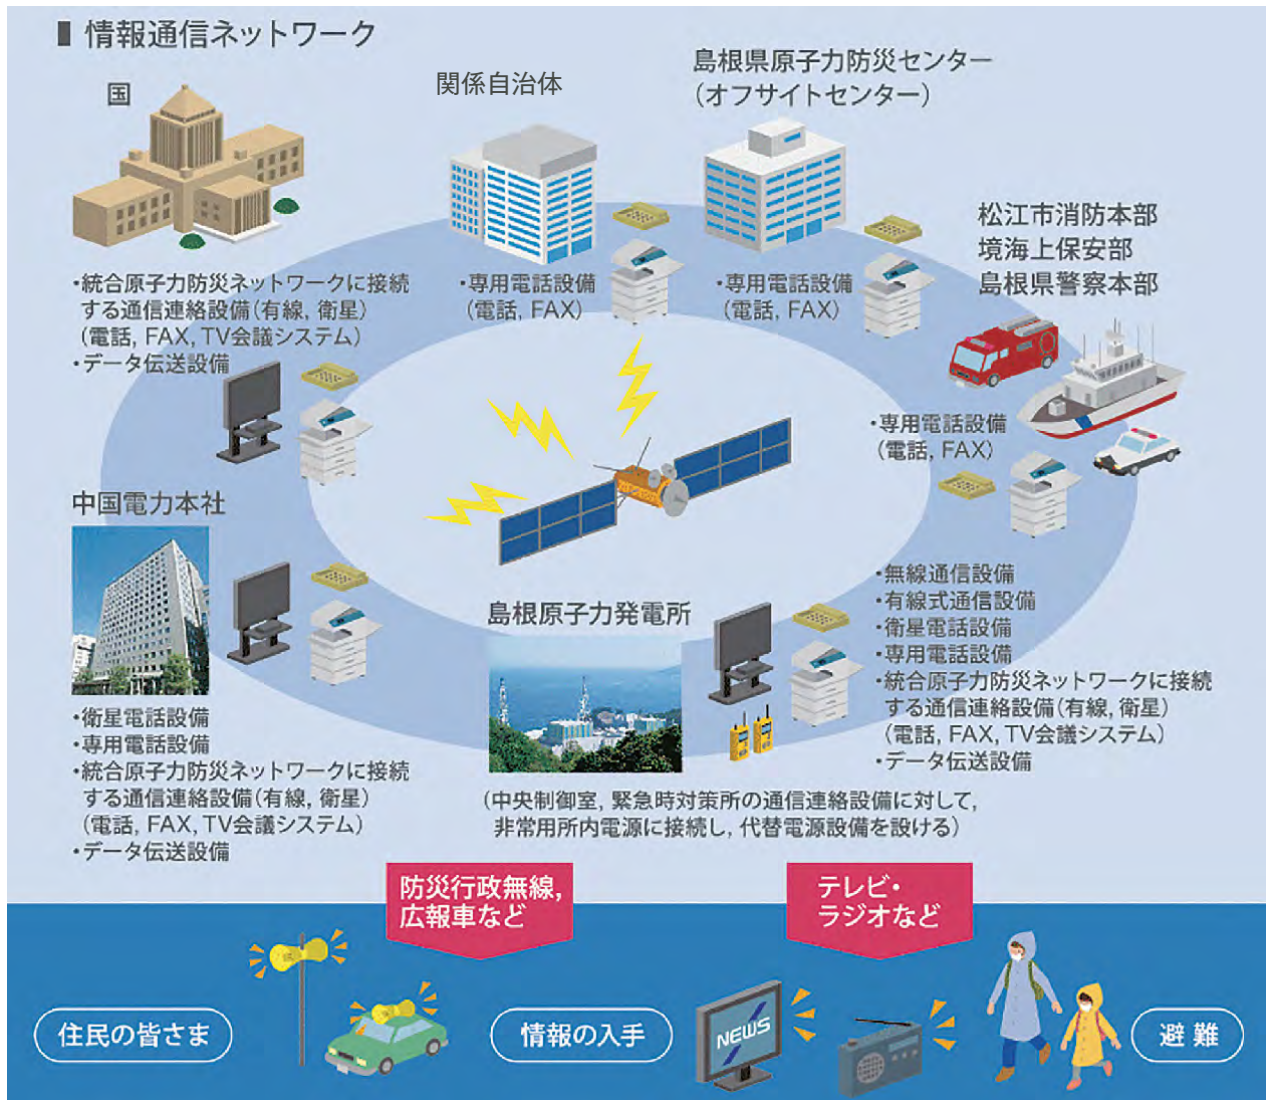 情報通信ネットワーク
国
・統合原子力防災ネットワークに接続
する通信連絡設備(有線, 衛星)
(電話, FAX, TV会議システム)
・データ伝送設備
関係自治体
・専用電話設備
(電話, FAX)
島根県原子力防災センター
(オフサイトセンター)
・専用電話設備
(電話, FAX)
松江市消防本部
境海上保安部
島根県警察本部
・専用電話設備
(電話, FAX)
中国電力本社
・衛星電話設備
・専用電話設備
・統合原子力防災ネットワークに接続
する通信連絡設備(有線, 衛星)
(電話, FAX, TV会議システム)
・データ伝送設備
島根原子力発電所
・無線通信設備
・有線式通信設備
・衛星電話設備
・専用電話設備
・統合原子力防災ネットワークに接続
する通信連絡設備(有線, 衛星)
(電話, FAX, TV会議システム)
・データ伝送設備
(中央制御室, 緊急時対策所の通信連絡設備に対して,
非常用所内電源に接続し, 代替電源設備を設ける)
防災行政無線,
広報車など
テレビ・
ラジオなど
住民の皆さま
情報の入手
NEWS
避難